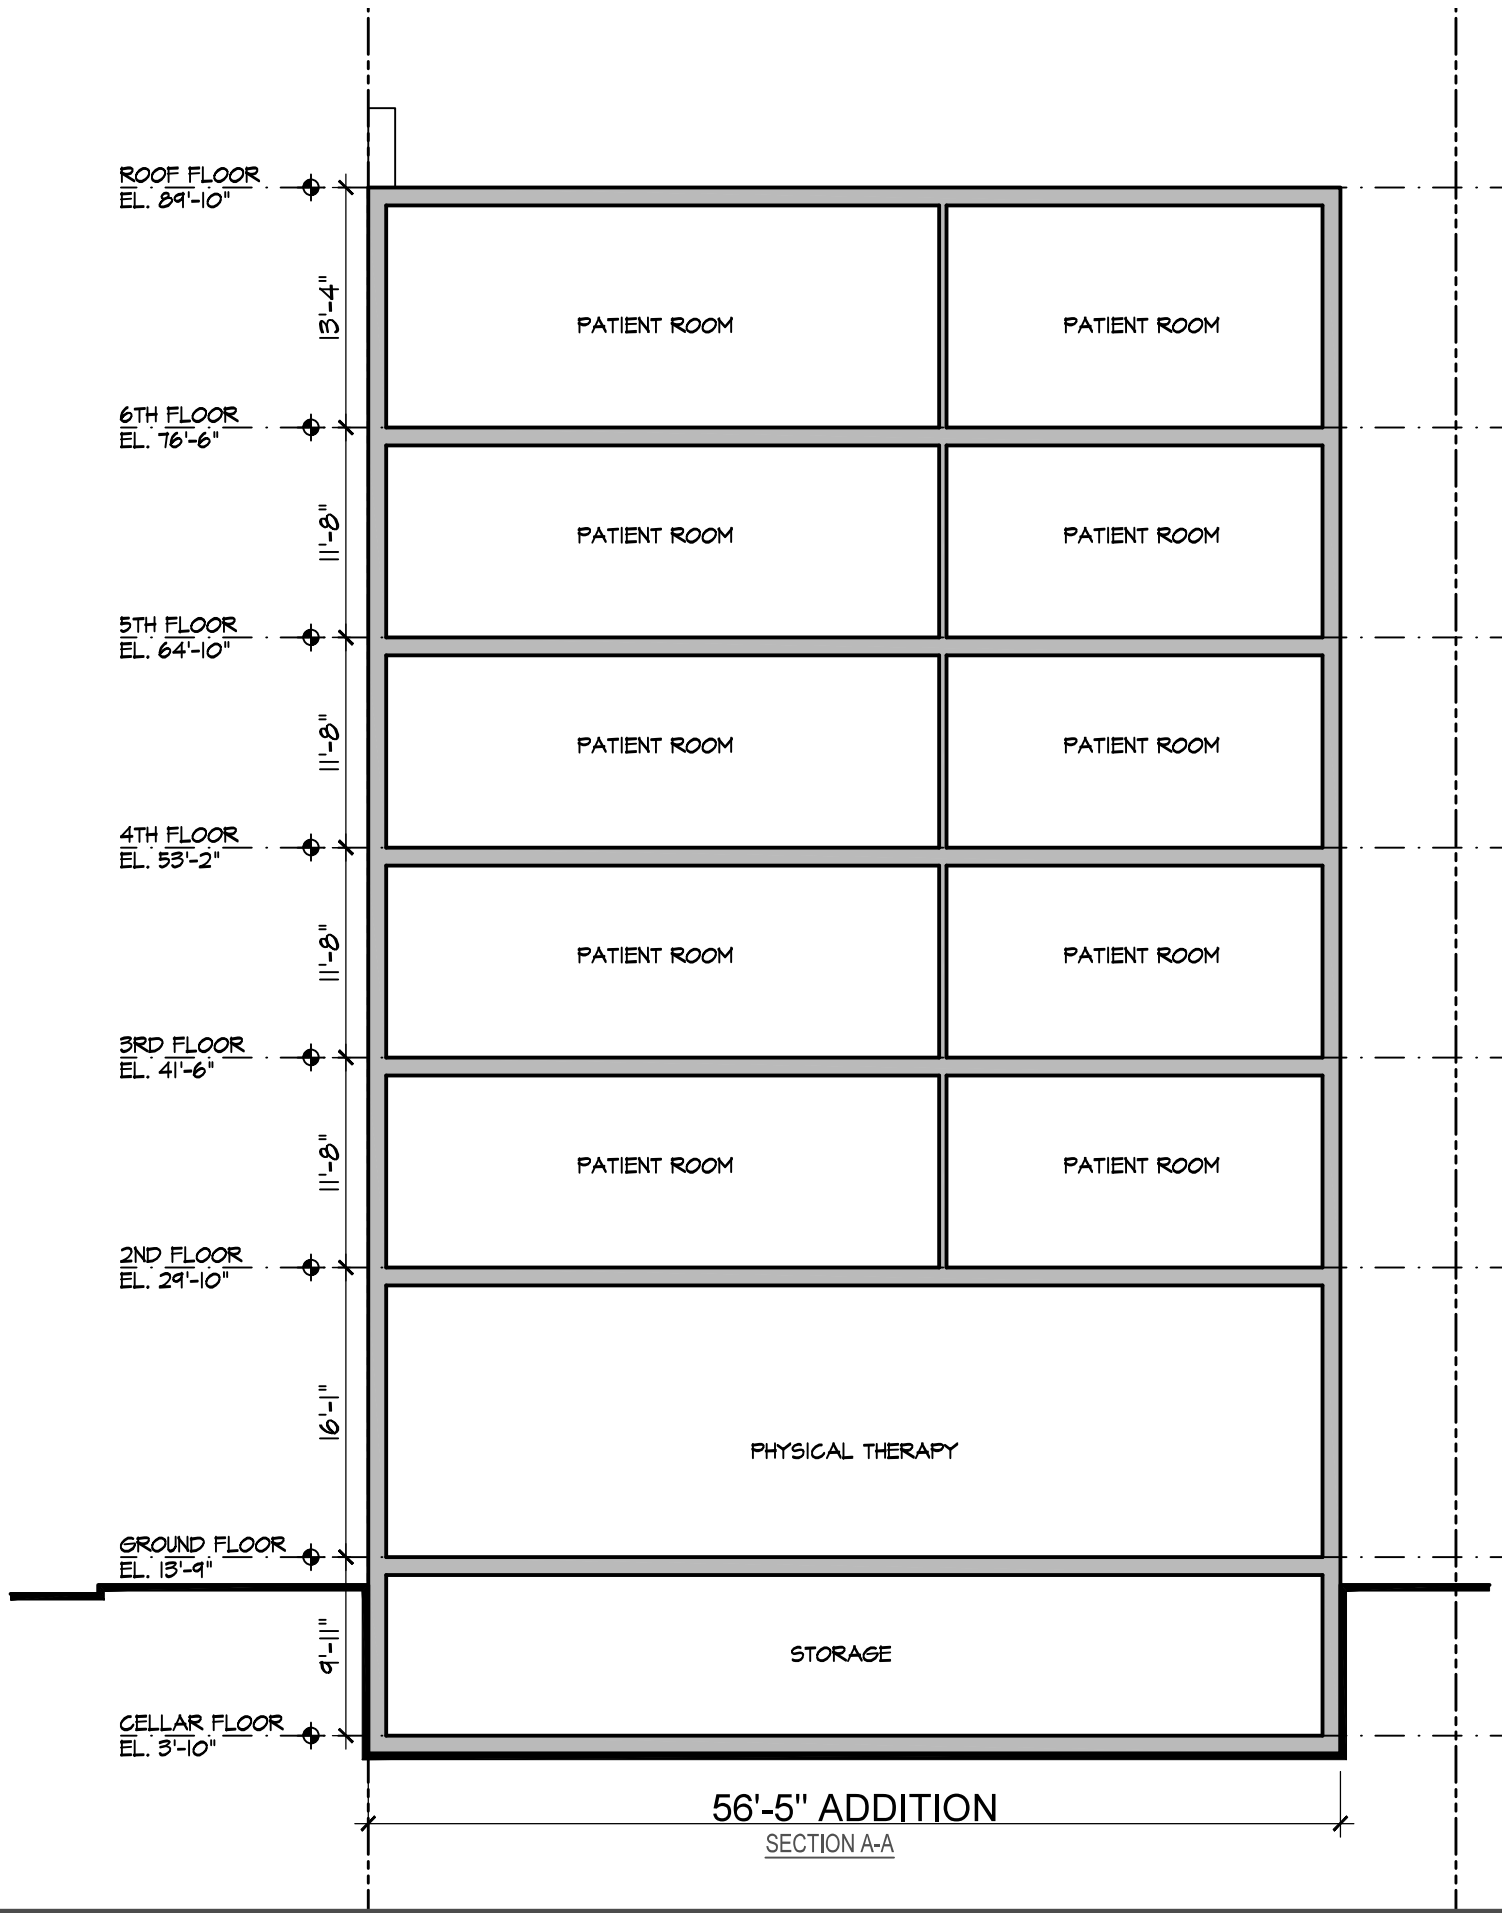 ROOF FLOOR
EL. 89'-10"
13'-4"
PATIENT ROOM
PATIENT ROOM
6TH FLOOR
EL. 76'-6"
11'-8"
PATIENT ROOM
PATIENT ROOM
5TH FLOOR
EL. 64'-10"
11'-8"
PATIENT ROOM
PATIENT ROOM
4TH FLOOR
EL. 53'-2"
11'-8"
PATIENT ROOM
PATIENT ROOM
3RD FLOOR
EL. 41'-6"
11'-8"
PATIENT ROOM
PATIENT ROOM
2ND FLOOR
EL. 29'-10"
16'-1"
PHYSICAL THERAPY
GROUND FLOOR
EL. 13'-9"
9'-11"
STORAGE
CELLAR FLOOR
EL. 3'-10"
56'-5" ADDITION
SECTION A-A